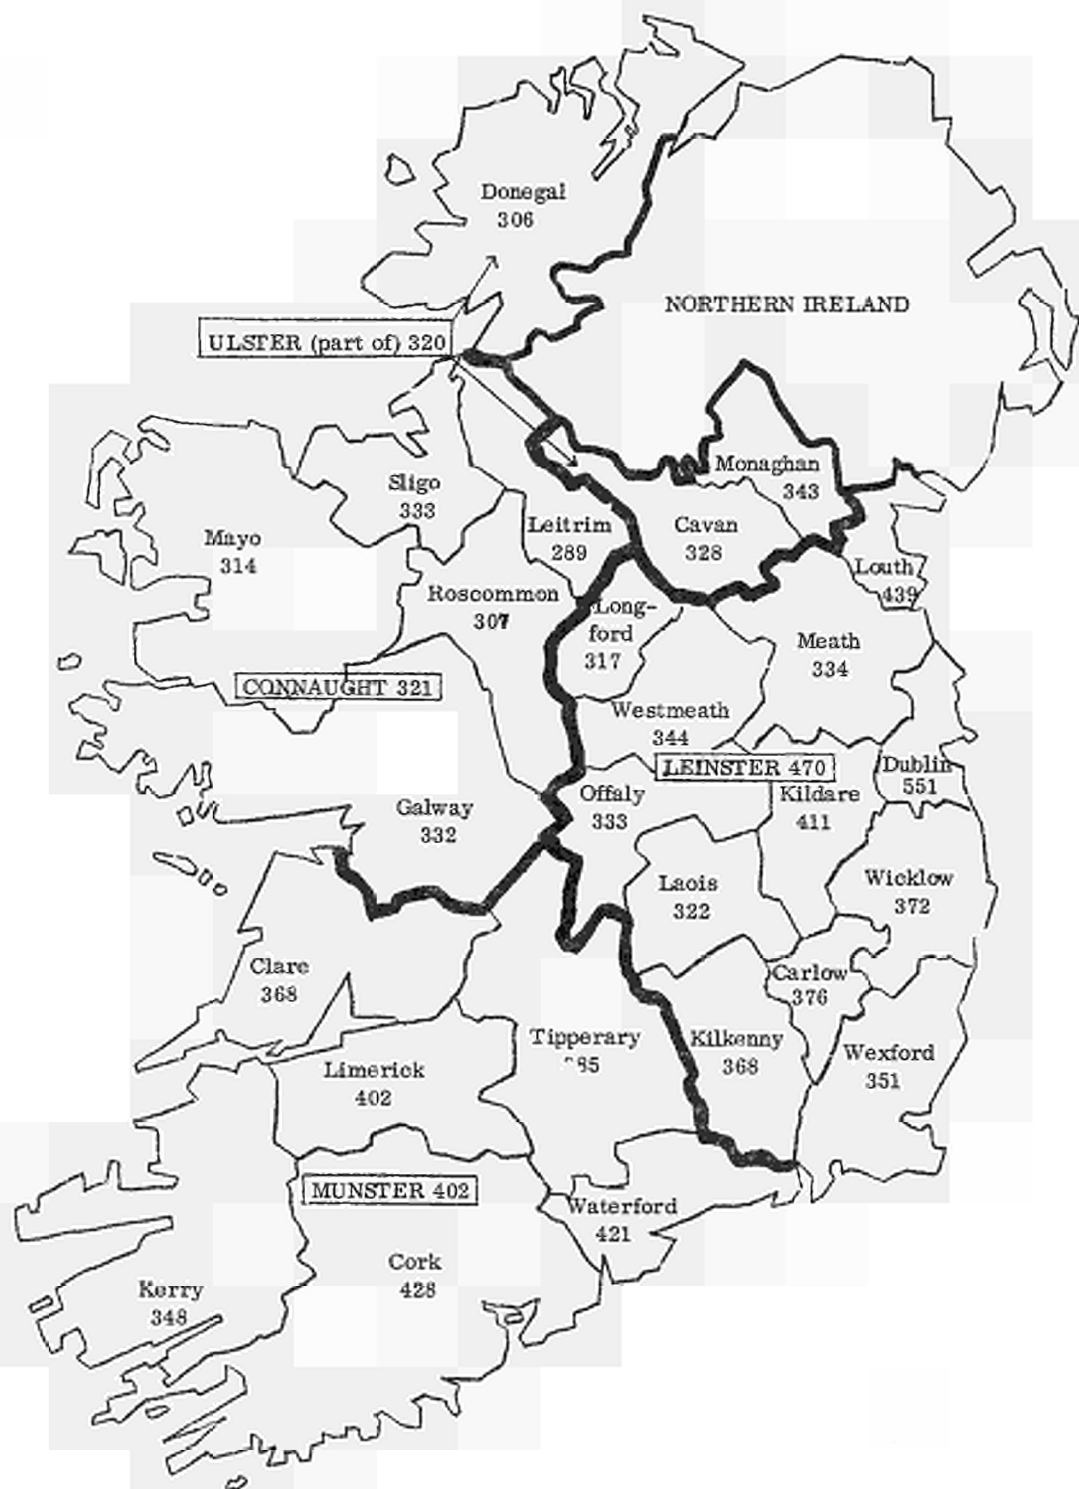 Donegal
306
NORTHERN IRELAND
ULSTER (part of) 320
Monaghan
343
Sligo
333
Leitrim
289
Cavan
328
Mayo
314
Louth
439
Roscommon
307
Long-
ford
317
Meath
334
CONNAUGHT 321
Westmeath
344
LEINSTER 470
Dublin
551
Galway
332
Offaly
333
Kildare
411
Laois
322
Wicklow
372
Clare
368
Carlow
376
Tipperary
85
Kilkenny
368
Wexford
351
Limerick
402
MUNSTER 402
Waterford
421
Cork
428
Kerry
348